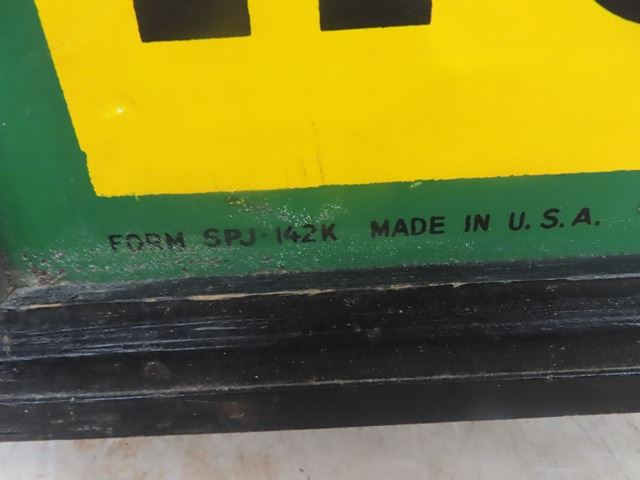 FORM SPJ-142K MADE IN U.S.A.